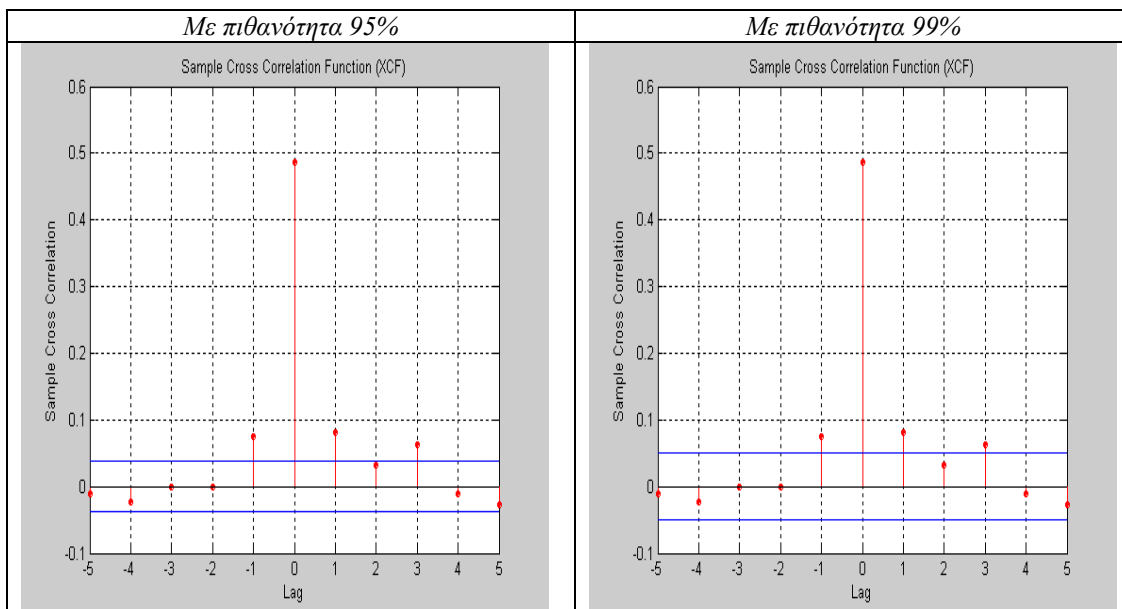 Με πιθανότητα 95%
Με πιθανότητα 99%
Sample Cross Correlation Function (XCF)
0.6
0.5
0.4
0.3
0.2
0.1
0
-0.1
Sample Cross Correlation
-5 -4 -3 -2 -1 0 1 2 3 4 5
Lag
Sample Cross Correlation Function (XCF)
0.6
0.5
0.4
0.3
0.2
0.1
0
-0.1
Sample Cross Correlation
-5 -4 -3 -2 -1 0 1 2 3 4 5
Lag